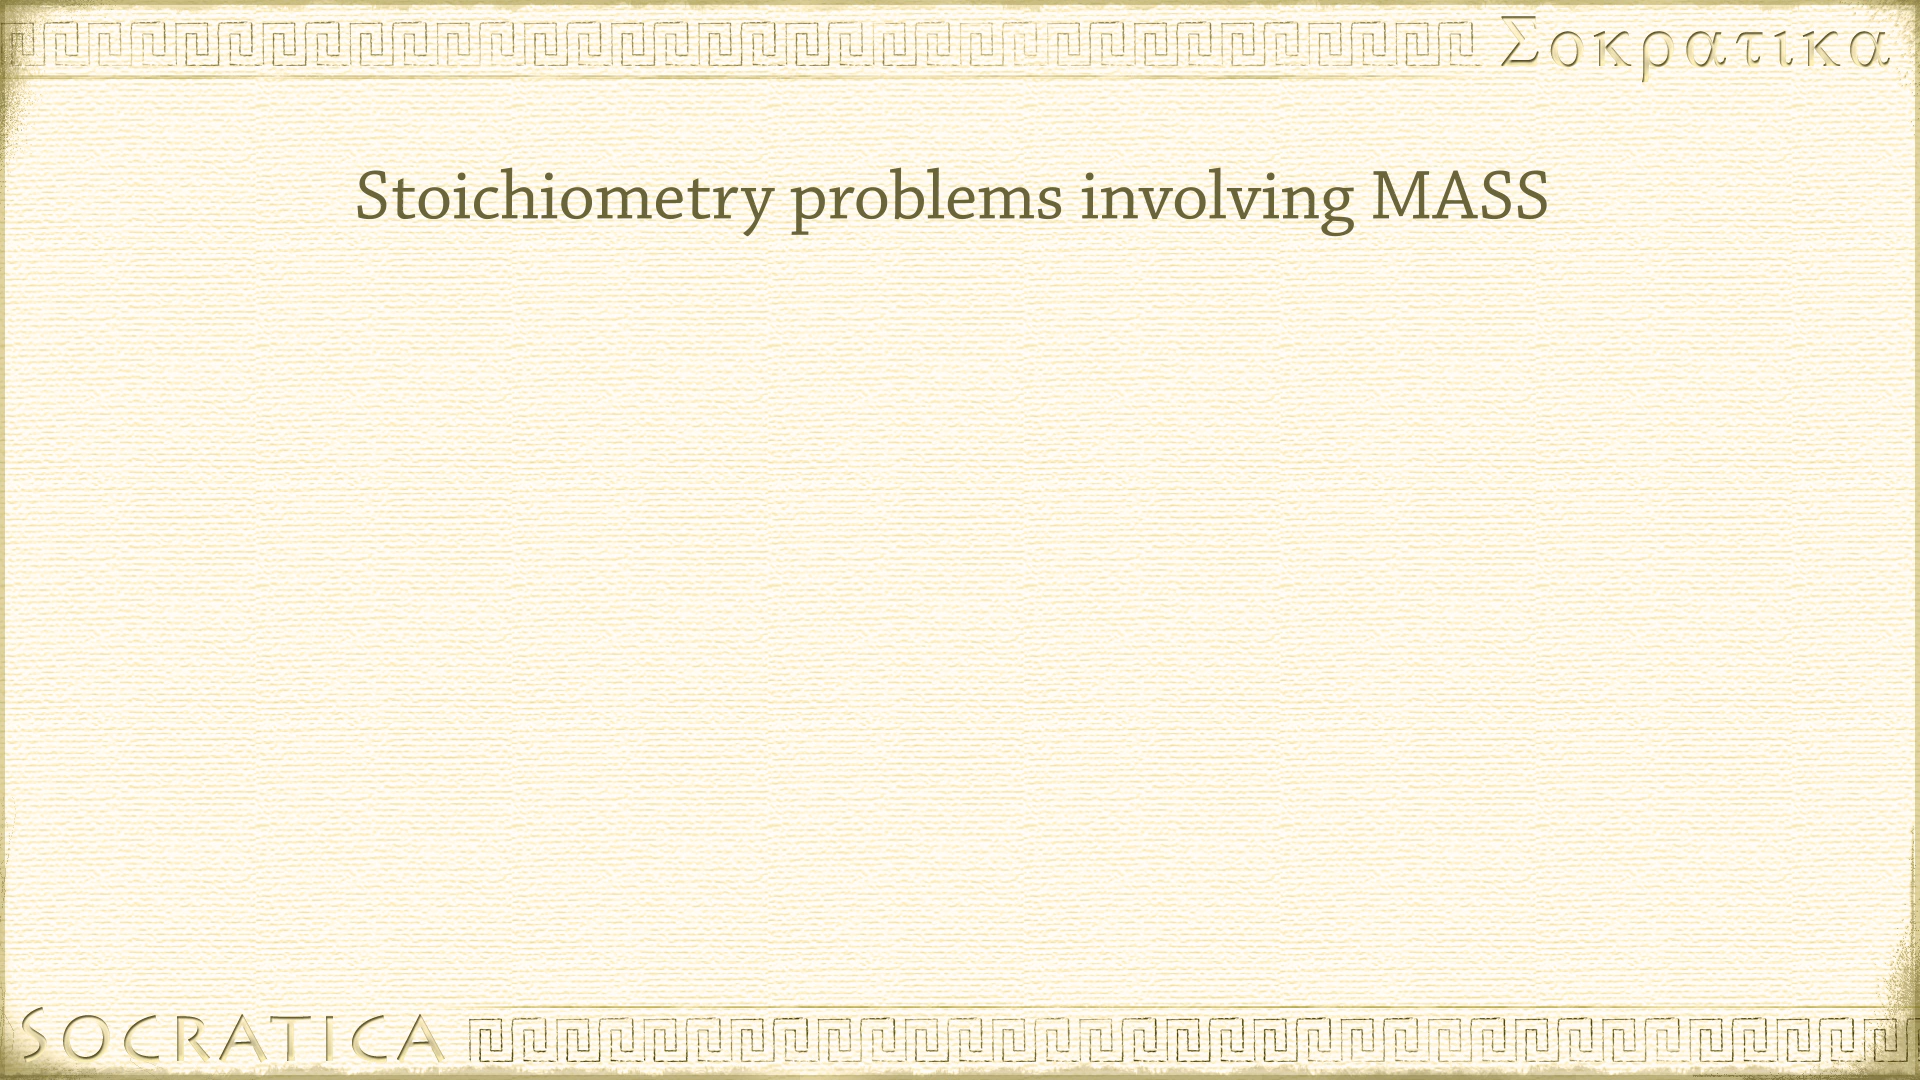 Σοκρατικα
Stoichiometry problems involving MASS
SOCRATICA